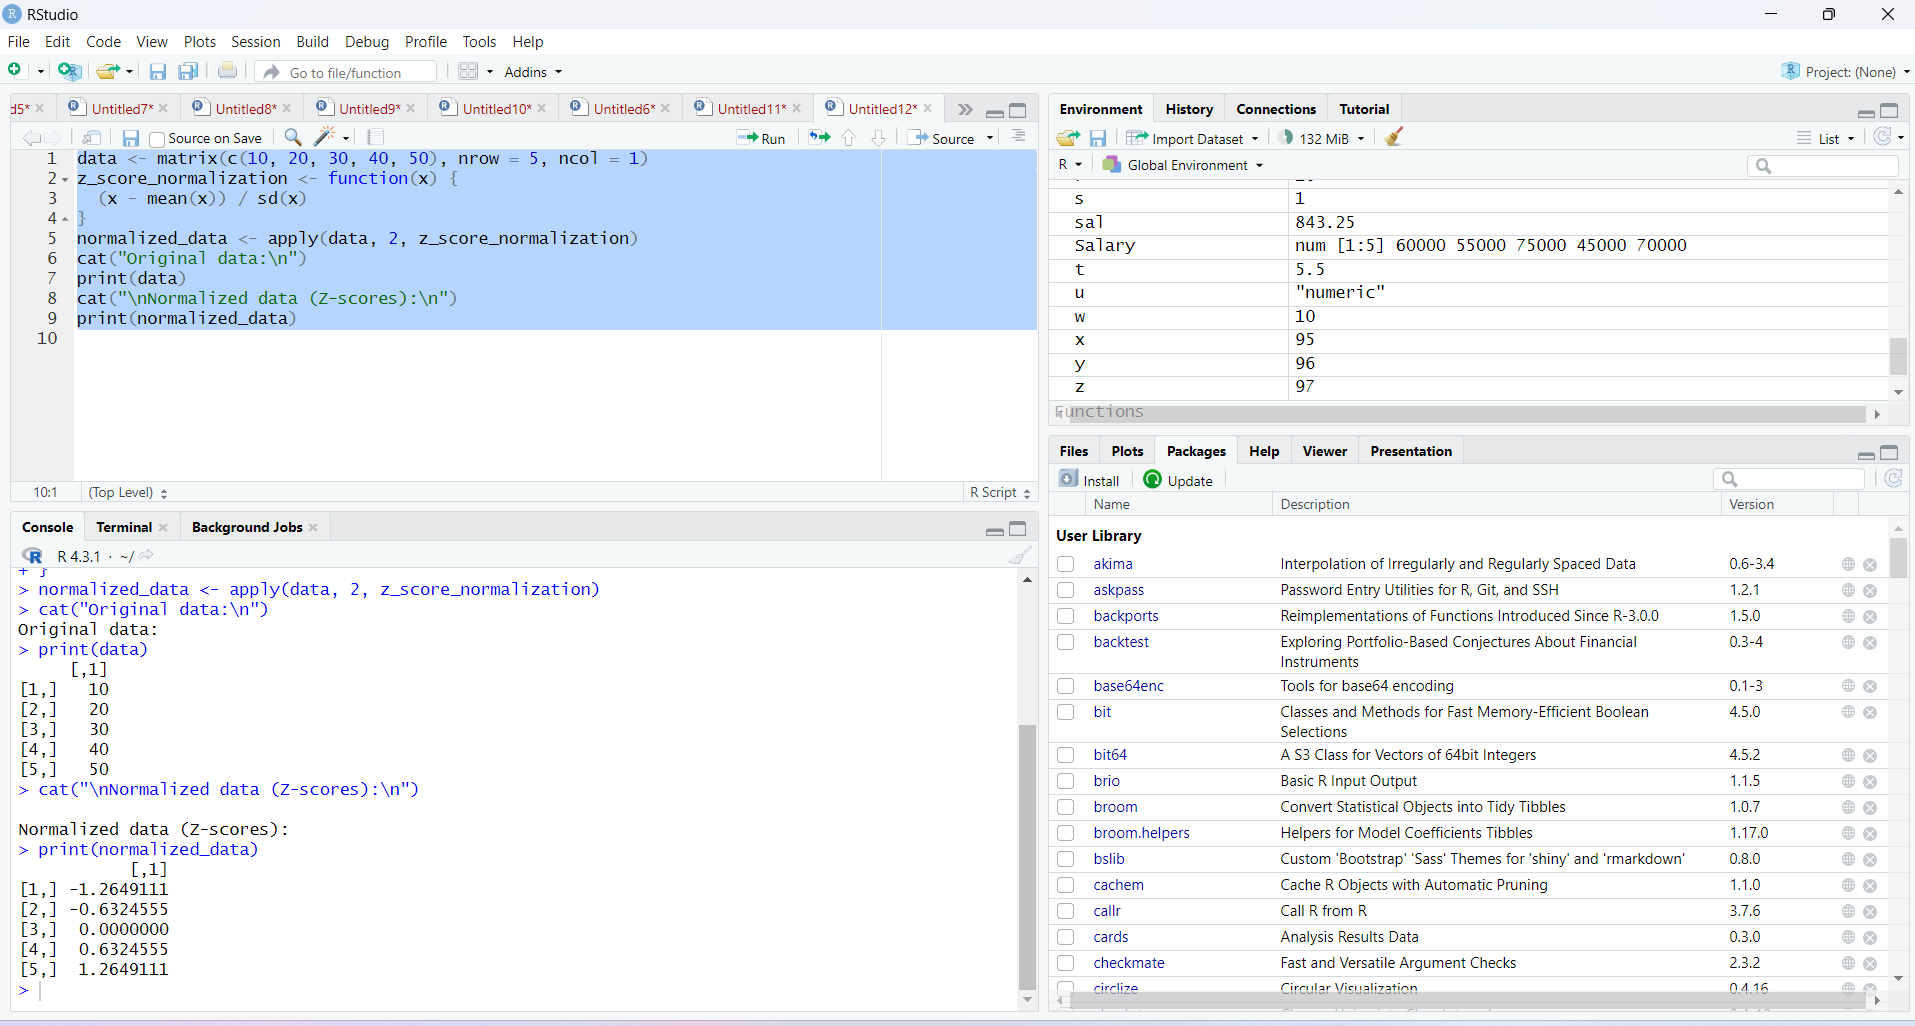 RStudio
File Edit Code View Plots Session Build Debug Profile Tools Help
Go to file/function Addins Project: (None)
d5* Untitled7* Untitled8* Untitled9* Untitled10* Untitled6* Untitled11* Untitled12*
Source on Save Run Source
1 data <- matrix(c(10, 20, 30, 40, 50), nrow = 5, ncol = 1)
2 z_score_normalization <- function(x) {
3 (x - mean(x)) / sd(x)
4 }
5 normalized_data <- apply(data, 2, z_score_normalization)
6 cat("Original data:\n")
7 print(data)
8 cat("\nNormalized data (Z-scores):\n")
9 print(normalized_data)
10
10:1 (Top Level) R Script
Console Terminal Background Jobs
R 4.3.1 · ~/
+ }
> normalized_data <- apply(data, 2, z_score_normalization)
> cat("Original data:\n")
Original data:
> print(data)
[,1]
[1,] 10
[2,] 20
[3,] 30
[4,] 40
[5,] 50
> cat("\nNormalized data (Z-scores):\n")
Normalized data (Z-scores):
> print(normalized_data)
[,1]
[1,] -1.2649111
[2,] -0.6324555
[3,] 0.0000000
[4,] 0.6324555
[5,] 1.2649111
>
Environment History Connections Tutorial
Import Dataset 132 MiB List
R Global Environment
s 1
sal 843.25
Salary num [1:5] 60000 55000 75000 45000 70000
t 5.5
u "numeric"
w 10
x 95
y 96
z 97
Functions
Files Plots Packages Help Viewer Presentation
Install Update
Name Description Version
User Library
akima Interpolation of Irregularly and Regularly Spaced Data 0.6-3.4
askpass Password Entry Utilities for R, Git, and SSH 1.2.1
backports Reimplementations of Functions Introduced Since R-3.0.0 1.5.0
backtest Exploring Portfolio-Based Conjectures About Financial 0.3-4
Instruments
base64enc Tools for base64 encoding 0.1-3
bit Classes and Methods for Fast Memory-Efficient Boolean 4.5.0
Selections
bit64 A S3 Class for Vectors of 64bit Integers 4.5.2
brio Basic R Input Output 1.1.5
broom Convert Statistical Objects into Tidy Tibbles 1.0.7
broom.helpers Helpers for Model Coefficients Tibbles 1.17.0
bslib Custom 'Bootstrap' 'Sass' Themes for 'shiny' and 'rmarkdown' 0.8.0
cachem Cache R Objects with Automatic Pruning 1.1.0
callr Call R from R 3.7.6
cards Analysis Results Data 0.3.0
checkmate Fast and Versatile Argument Checks 2.3.2
circlize Circular Visualization 0.4.16